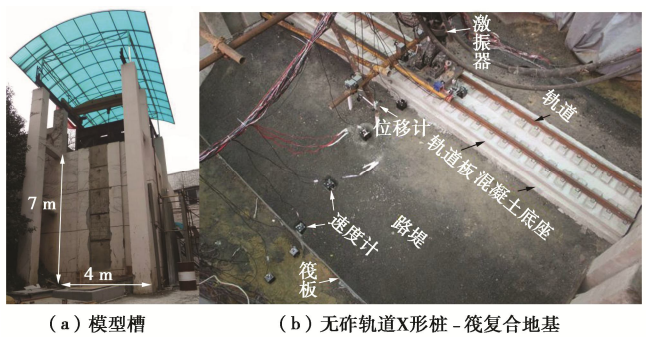 7 m
4 m
激振器
轨道
位移计
轨道板
混凝土底座
速度计
路堤
筏板
(a)模型槽
(b)无砟轨道X形桩-筏复合地基